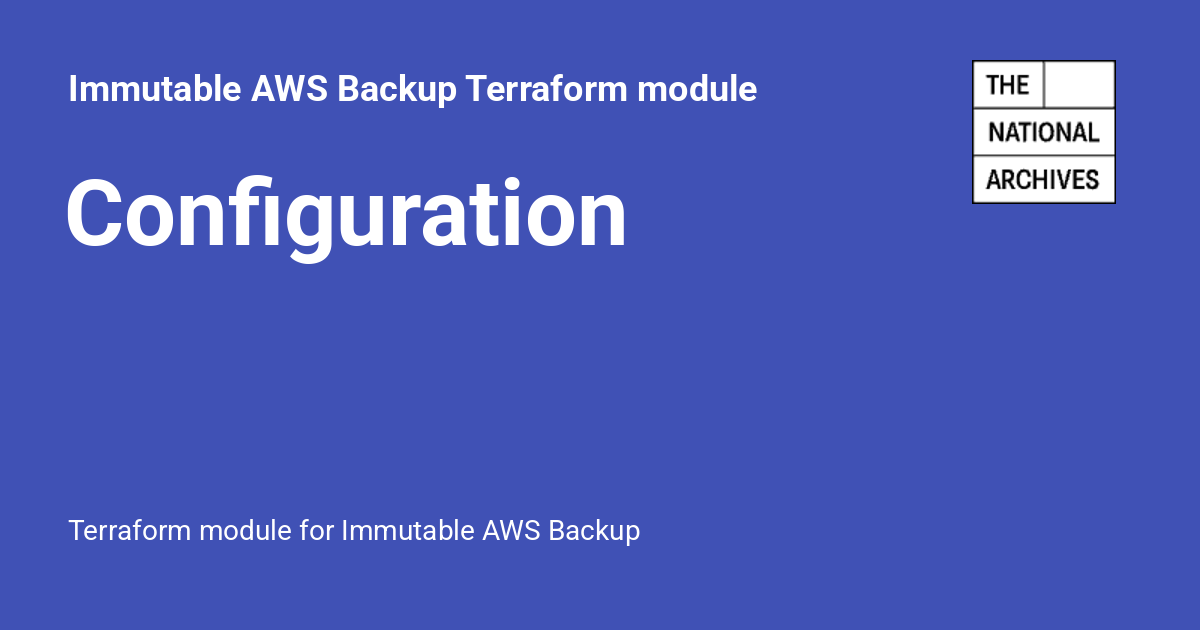 Immutable AWS Backup Terraform module
THE
NATIONAL
ARCHIVES
Configuration
Terraform module for Immutable AWS Backup